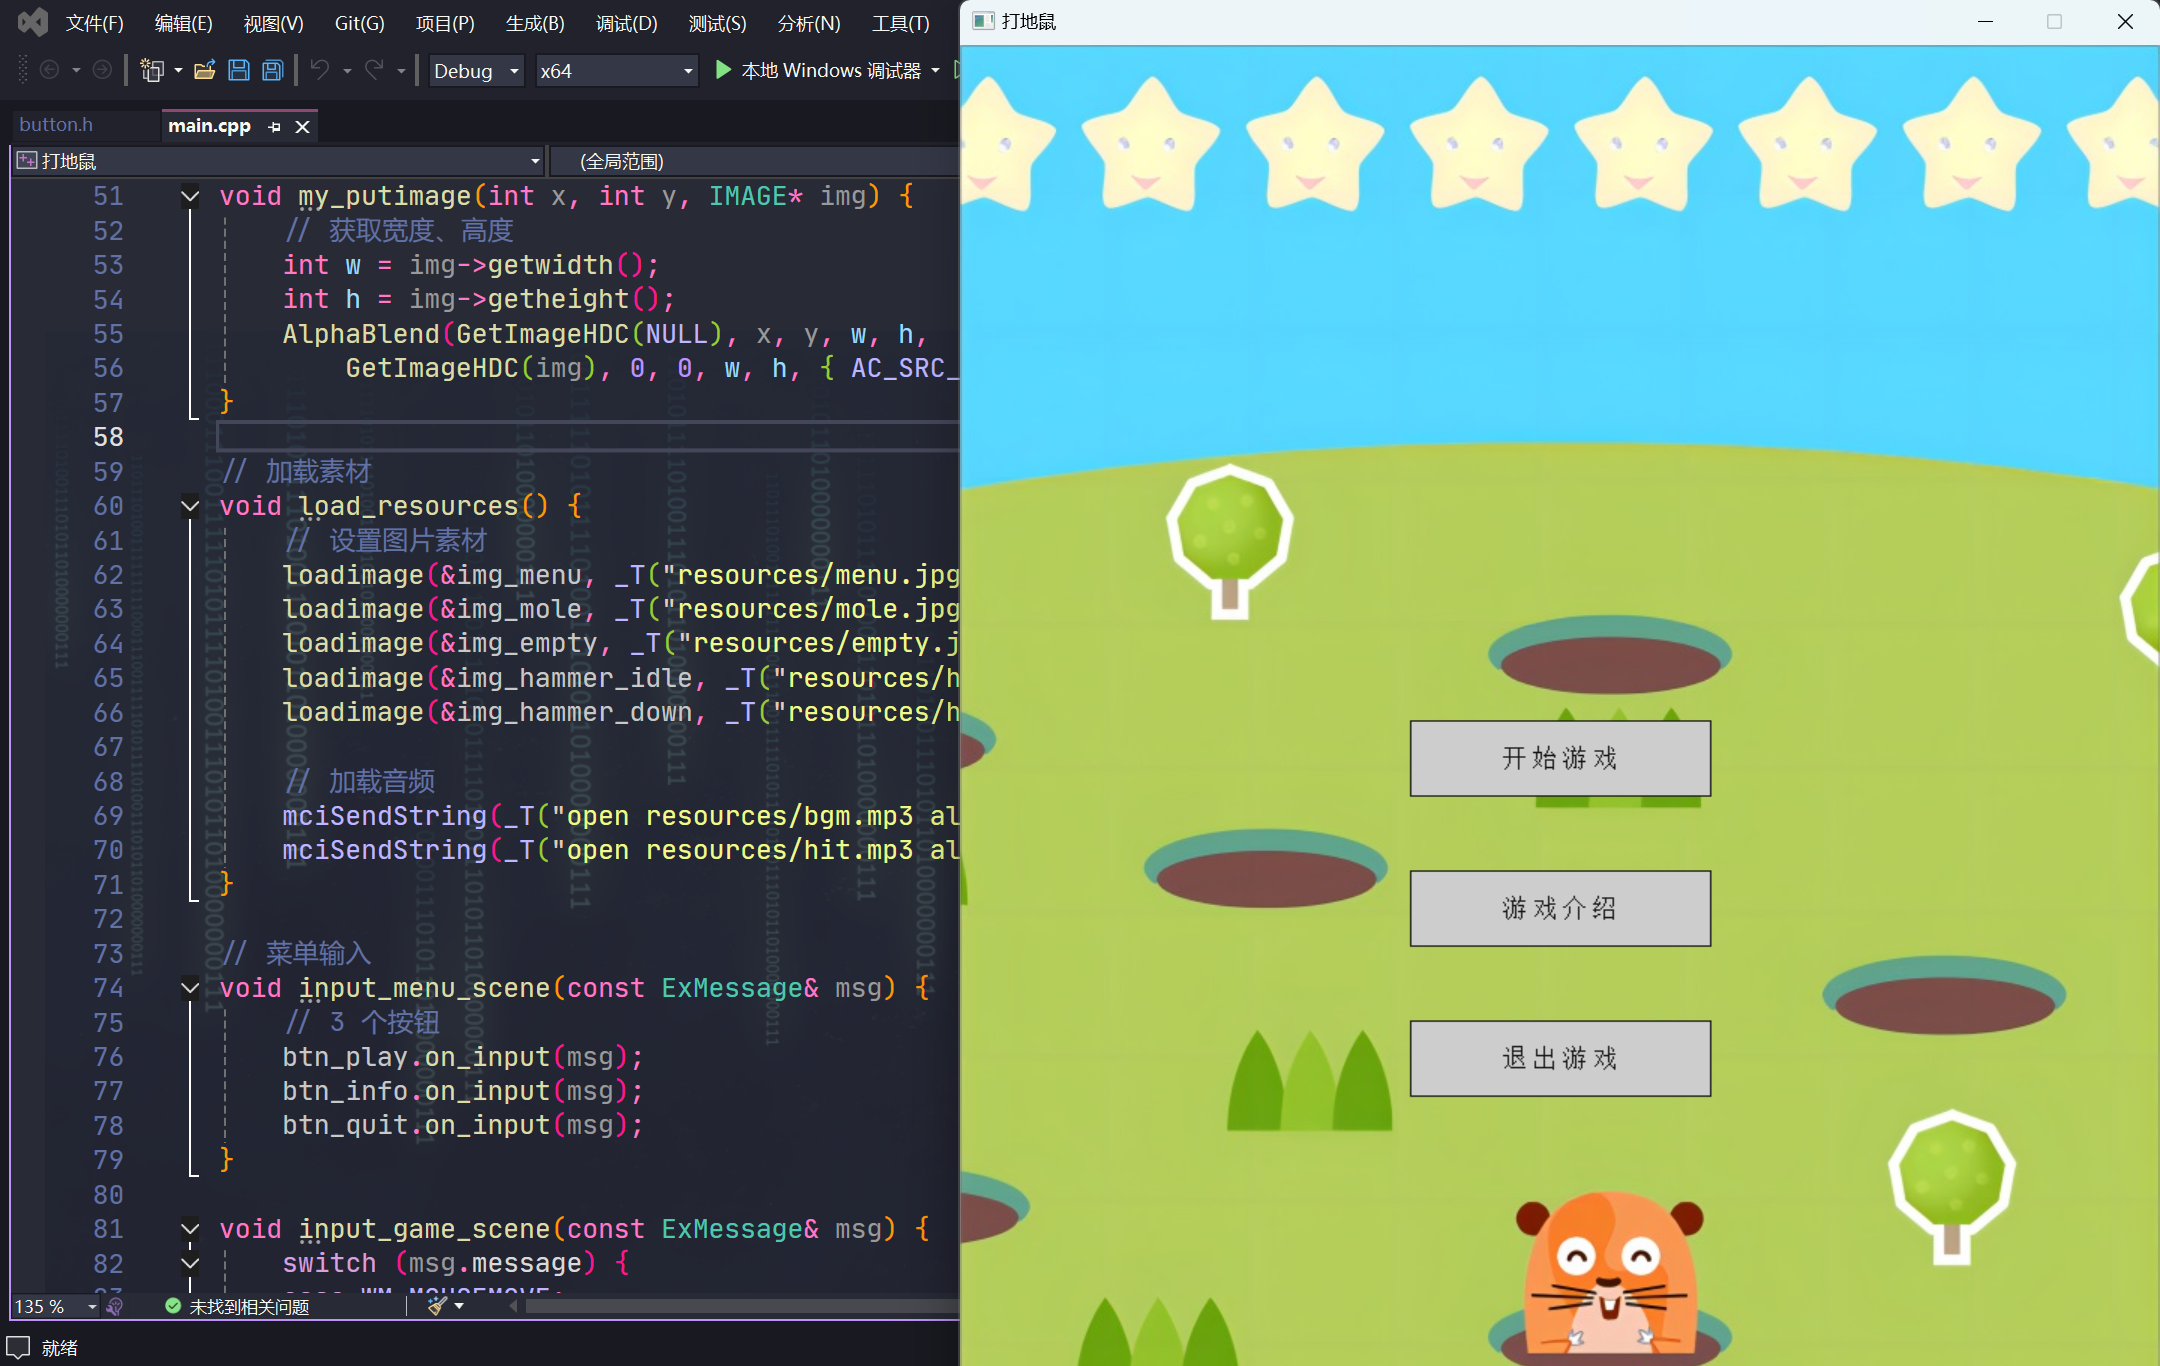 文件(F) 编辑(E) 视图(V) Git(G) 项目(P) 生成(B) 调试(D) 测试(S) 分析(N) 工具(T)
Debug x64 本地 Windows 调试器
button.h main.cpp
打地鼠 (全局范围)
51 void my_putimage(int x, int y, IMAGE* img) {
52 // 获取宽度、高度
53 int w = img->getwidth();
54 int h = img->getheight();
55 AlphaBlend(GetImageHDC(NULL), x, y, w, h,
56 GetImageHDC(img), 0, 0, w, h, { AC_SRC_
57 }
58
59 // 加载素材
60 void load_resources() {
61 // 设置图片素材
62 loadimage(&img_menu, _T("resources/menu.jpg
63 loadimage(&img_mole, _T("resources/mole.jpg
64 loadimage(&img_empty, _T("resources/empty.j
65 loadimage(&img_hammer_idle, _T("resources/h
66 loadimage(&img_hammer_down, _T("resources/h
67
68 // 加载音频
69 mciSendString(_T("open resources/bgm.mp3 al
70 mciSendString(_T("open resources/hit.mp3 al
71 }
72
73 // 菜单输入
74 void input_menu_scene(const ExMessage& msg) {
75 // 3 个按钮
76 btn_play.on_input(msg);
77 btn_info.on_input(msg);
78 btn_quit.on_input(msg);
79 }
80
81 void input_game_scene(const ExMessage& msg) {
82 switch (msg.message) {
135 % 未找到相关问题
就绪
打地鼠
开始游戏
游戏介绍
退出游戏